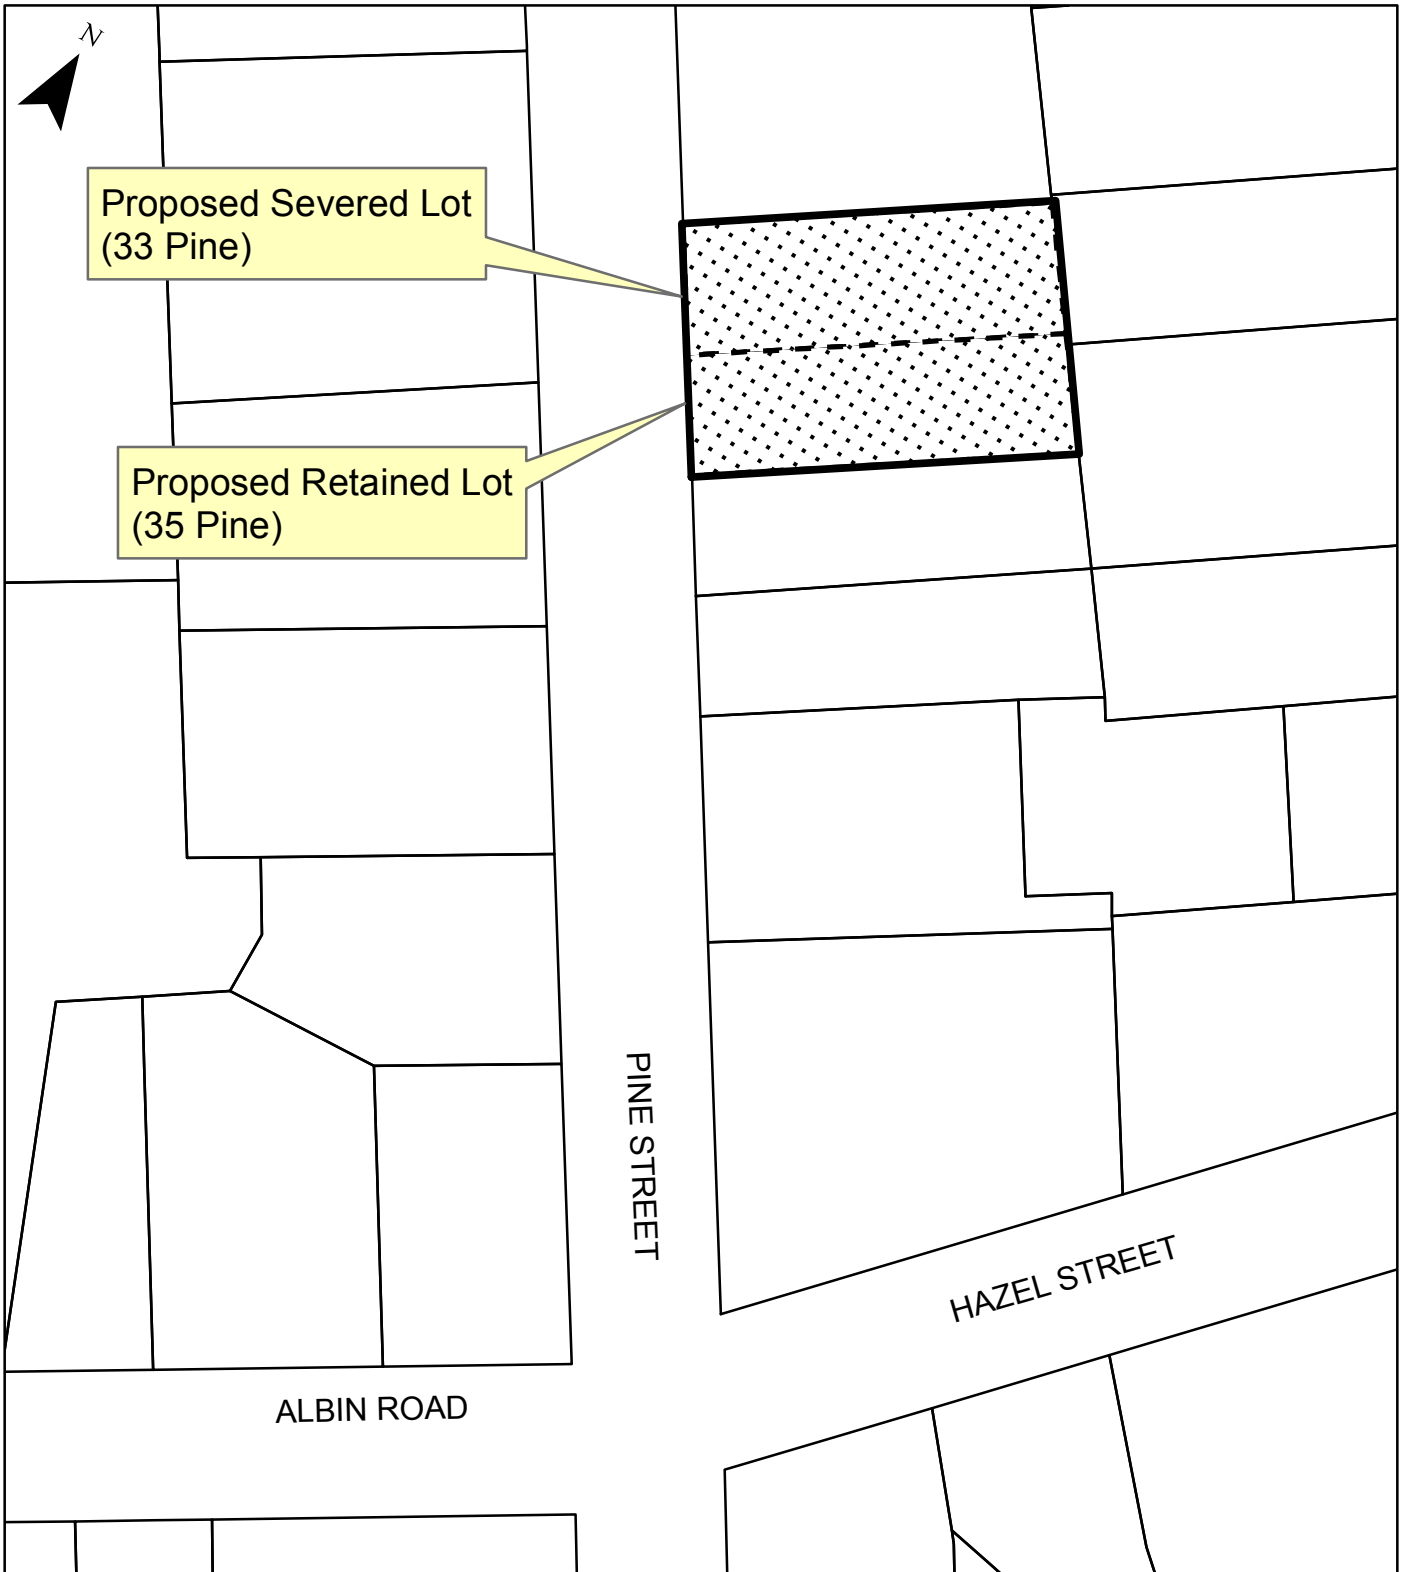 N
Proposed Severed Lot
(33 Pine)
Proposed Retained Lot
(35 Pine)
PINE STREET
HAZEL STREET
ALBIN ROAD